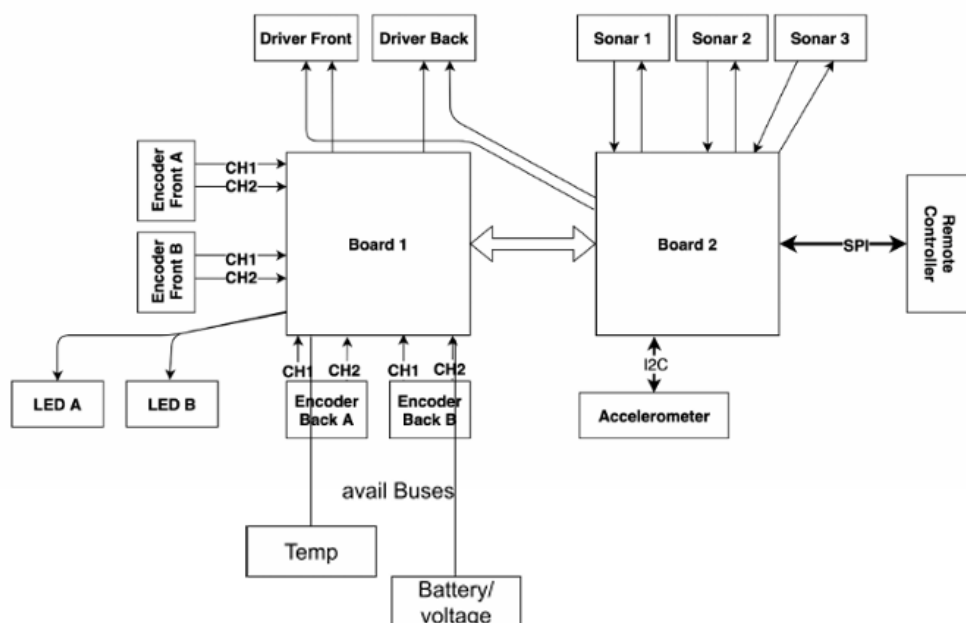 Driver Front
Driver Back
Sonar 1
Sonar 2
Sonar 3
Encoder
Front A
CH1
CH2
Encoder
Front B
CH1
CH2
Board 1
Board 2
SPI
Remote
Controller
LED A
LED B
CH1
CH2
CH1
CH2
Encoder
Back A
Encoder
Back B
I2C
Accelerometer
avail Buses
Temp
Battery/
voltage